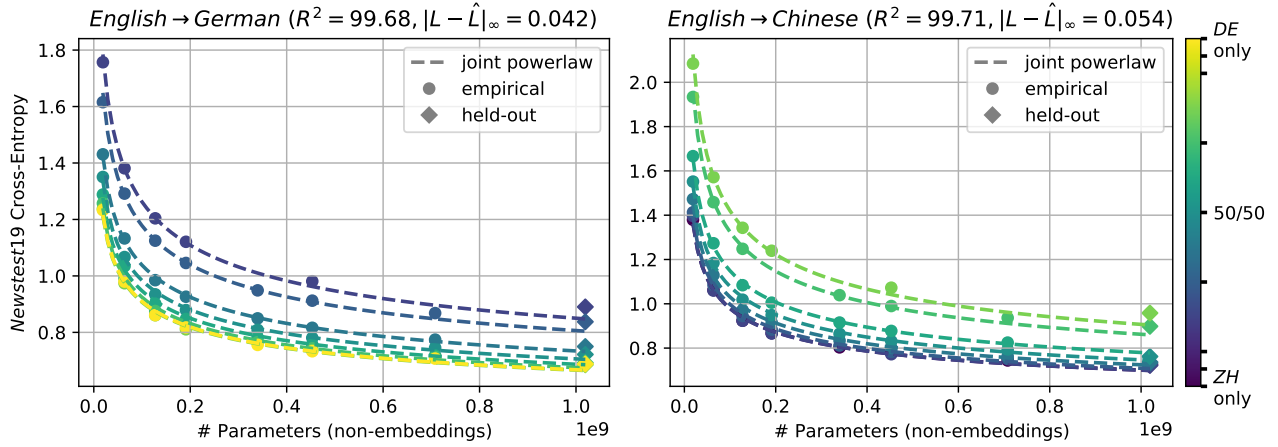 English→German (R² = 99.68, |L − L̂|∞ = 0.042)
English→Chinese (R² = 99.71, |L − L̂|∞ = 0.054)
Newstest19 Cross-Entropy
1.8
1.6
1.4
1.2
1.0
0.8
joint powerlaw
empirical
held-out
0.0 0.2 0.4 0.6 0.8 1.0
1e9
# Parameters (non-embeddings)
2.0
1.8
1.6
1.4
1.2
1.0
0.8
joint powerlaw
empirical
held-out
0.0 0.2 0.4 0.6 0.8 1.0
1e9
# Parameters (non-embeddings)
DE
only
50/50
ZH
only